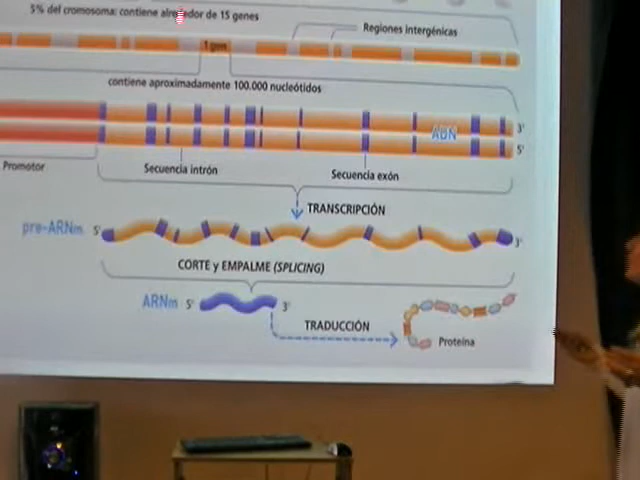 5% del cromosoma: contiene alrededor de 15 genes
Regiones intergénicas
1 gen
contiene aproximadamente 100.000 nucleótidos
ADN
3'
5'
Promotor
Secuencia intrón
Secuencia exón
TRANSCRIPCIÓN
pre-ARNm 5'
3'
CORTE y EMPALME (SPLICING)
ARNm 5' 3'
TRADUCCIÓN
Proteína